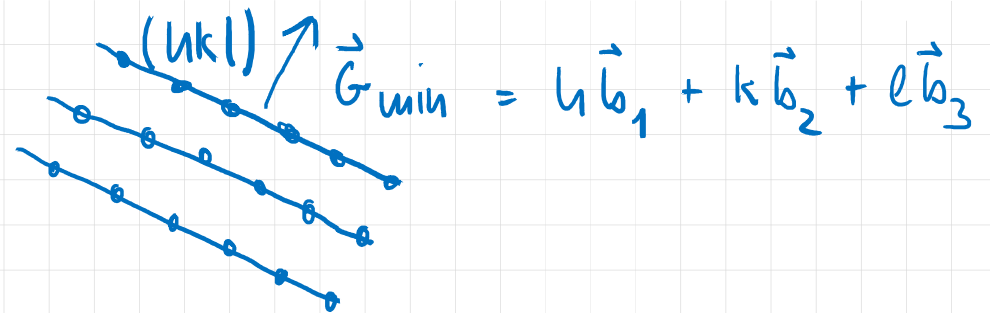 (hkl) G⃗min = h b⃗1 + k b⃗2 + l b⃗3